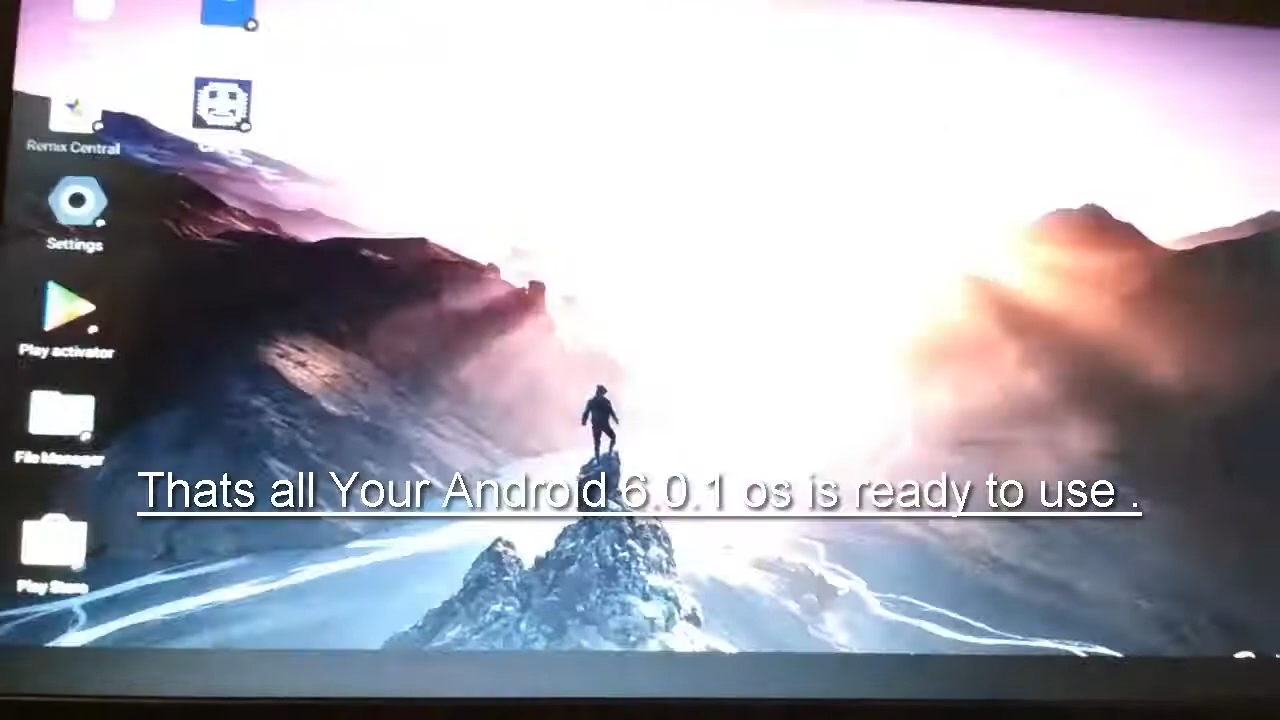 Remix Central
Settings
Play activator
File Manager
Play Store
Thats all Your Android 6.0.1 os is ready to use .